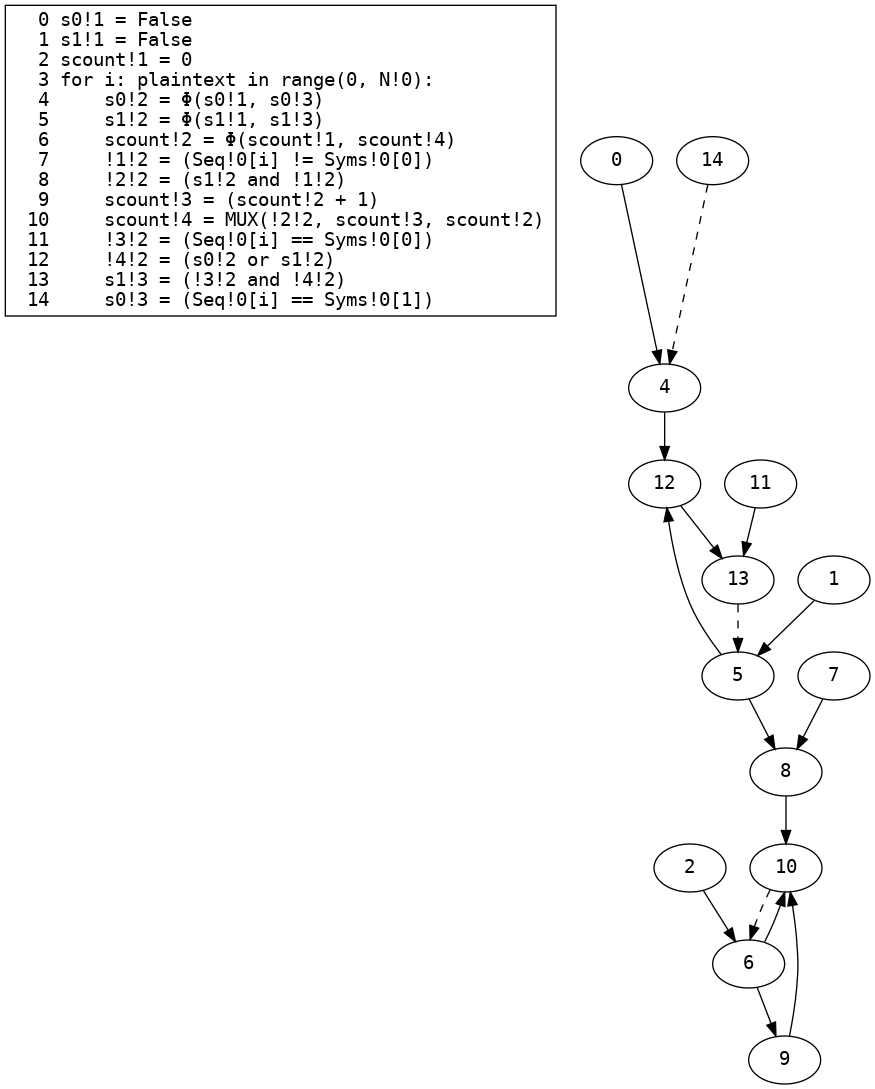 0 s0!1 = False
1 s1!1 = False
2 scount!1 = 0
3 for i: plaintext in range(0, N!0):
4     s0!2 = Φ(s0!1, s0!3)
5     s1!2 = Φ(s1!1, s1!3)
6     scount!2 = Φ(scount!1, scount!4)
7     !1!2 = (Seq!0[i] != Syms!0[0])
8     !2!2 = (s1!2 and !1!2)
9     scount!3 = (scount!2 + 1)
10     scount!4 = MUX(!2!2, scount!3, scount!2)
11     !3!2 = (Seq!0[i] == Syms!0[0])
12     !4!2 = (s0!2 or s1!2)
13     s1!3 = (!3!2 and !4!2)
14     s0!3 = (Seq!0[i] == Syms!0[1])
0
14
4
12
11
13
1
5
7
8
2
10
6
9